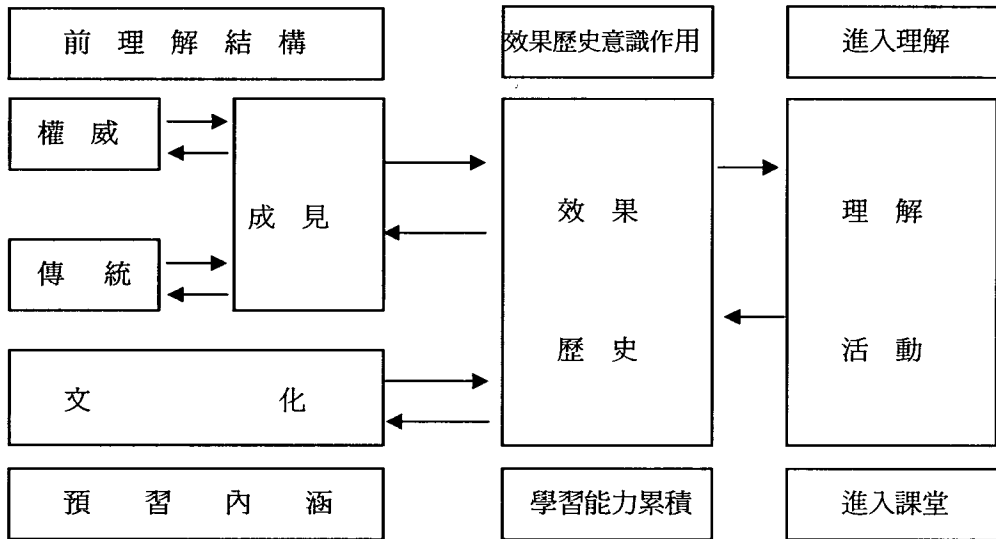 前理解結構
效果歷史意識作用
進入理解
權威
成見
傳統
文化
效果
歷史
理解
活動
預習內涵
學習能力累積
進入課堂